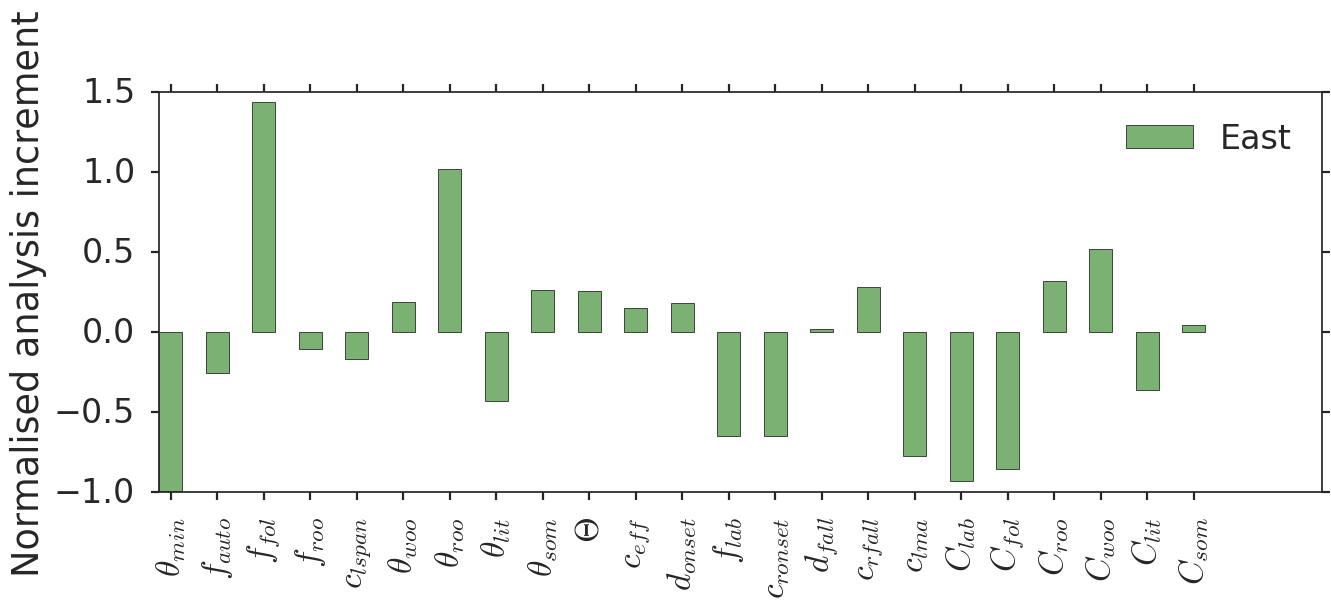 Normalised analysis increment
1.5
1.0
0.5
0.0
−0.5
−1.0
East
θmin
fauto
ffol
froo
clspan
θwoo
θroo
θlit
θsom
Θ
ceff
donset
flab
cronset
dfall
crfall
clma
Clab
Cfol
Croo
Cwoo
Clit
Csom